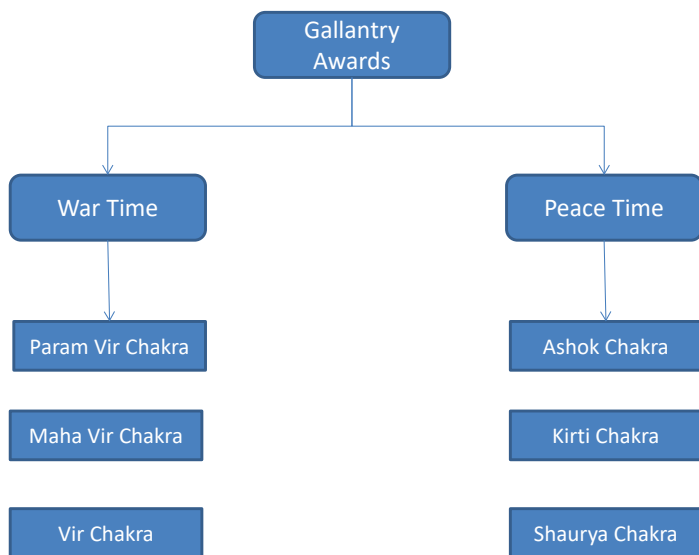 Gallantry
Awards
War Time
Peace Time
Param Vir Chakra
Ashok Chakra
Maha Vir Chakra
Kirti Chakra
Vir Chakra
Shaurya Chakra